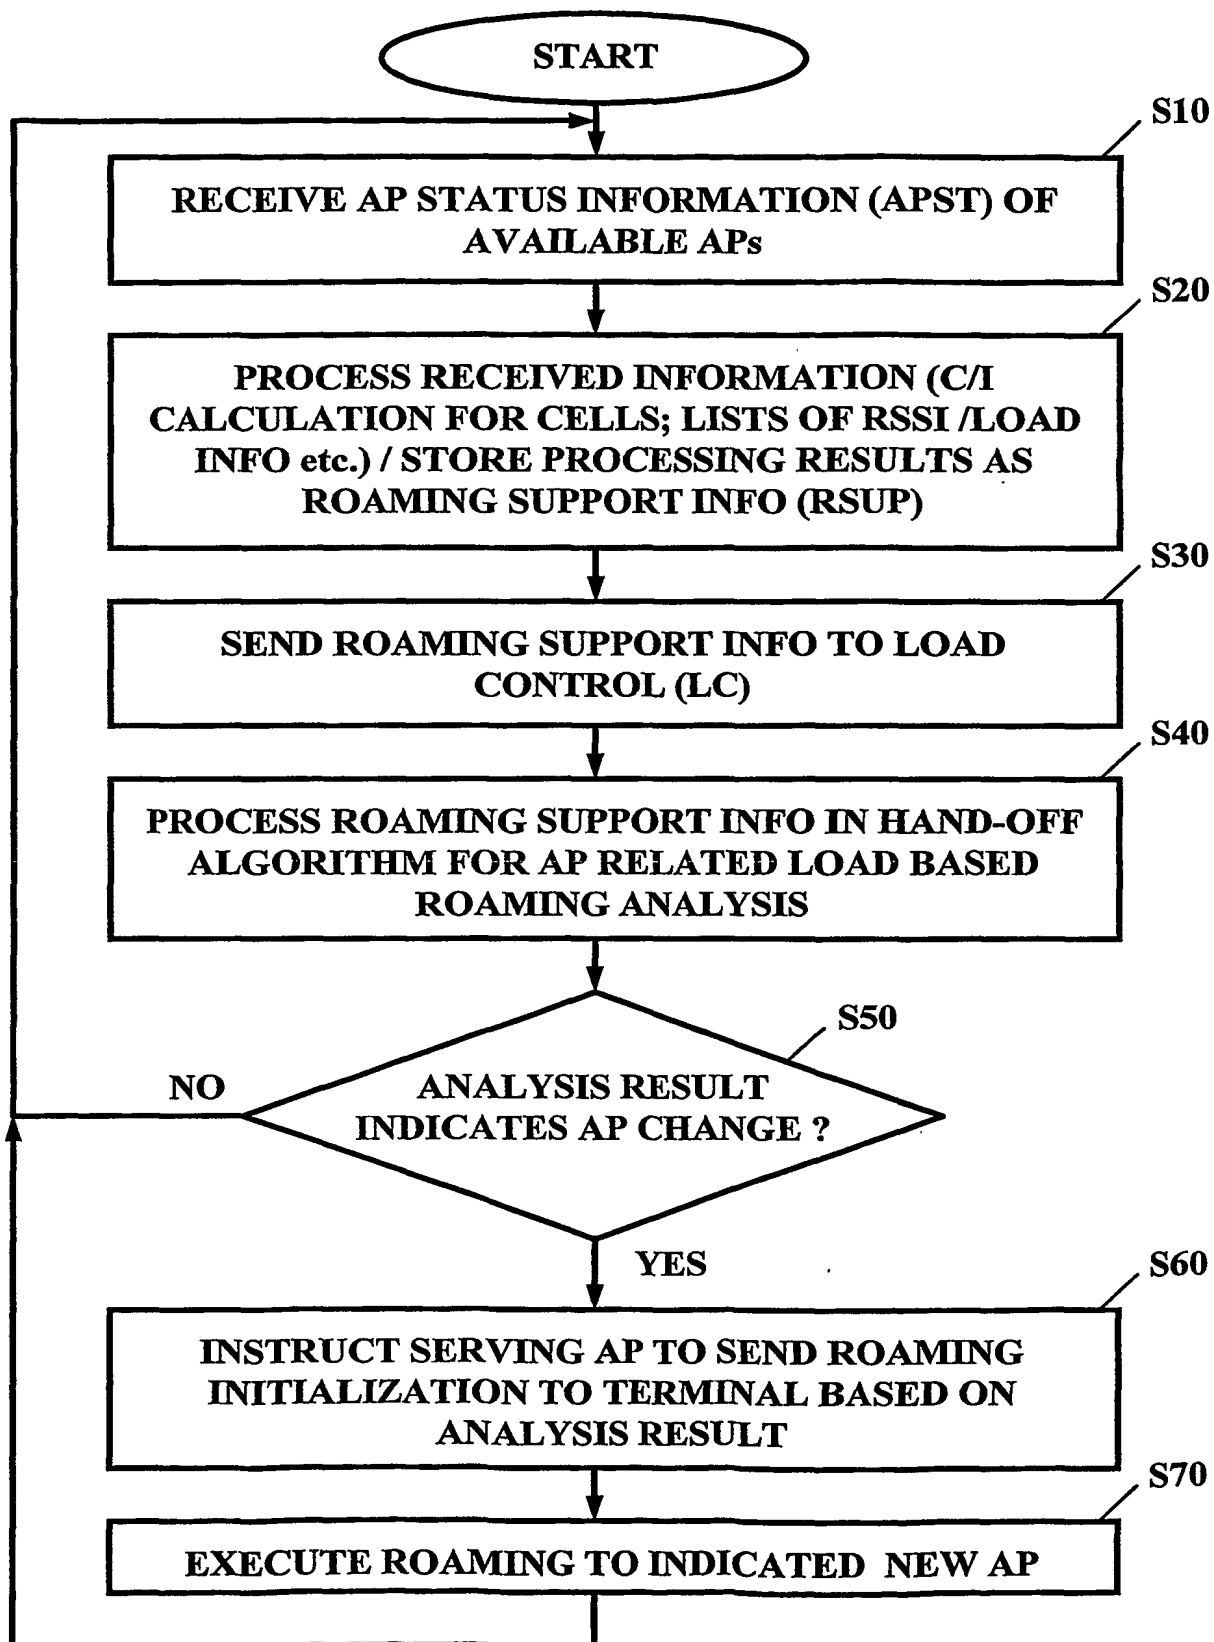 START
S10
RECEIVE AP STATUS INFORMATION (APST) OF
AVAILABLE APs
S20
PROCESS RECEIVED INFORMATION (C/I
CALCULATION FOR CELLS; LISTS OF RSSI /LOAD
INFO etc.) / STORE PROCESSING RESULTS AS
ROAMING SUPPORT INFO (RSUP)
S30
SEND ROAMING SUPPORT INFO TO LOAD
CONTROL (LC)
S40
PROCESS ROAMING SUPPORT INFO IN HAND-OFF
ALGORITHM FOR AP RELATED LOAD BASED
ROAMING ANALYSIS
S50
NO
ANALYSIS RESULT
INDICATES AP CHANGE ?
YES
S60
INSTRUCT SERVING AP TO SEND ROAMING
INITIALIZATION TO TERMINAL BASED ON
ANALYSIS RESULT
S70
EXECUTE ROAMING TO INDICATED NEW AP